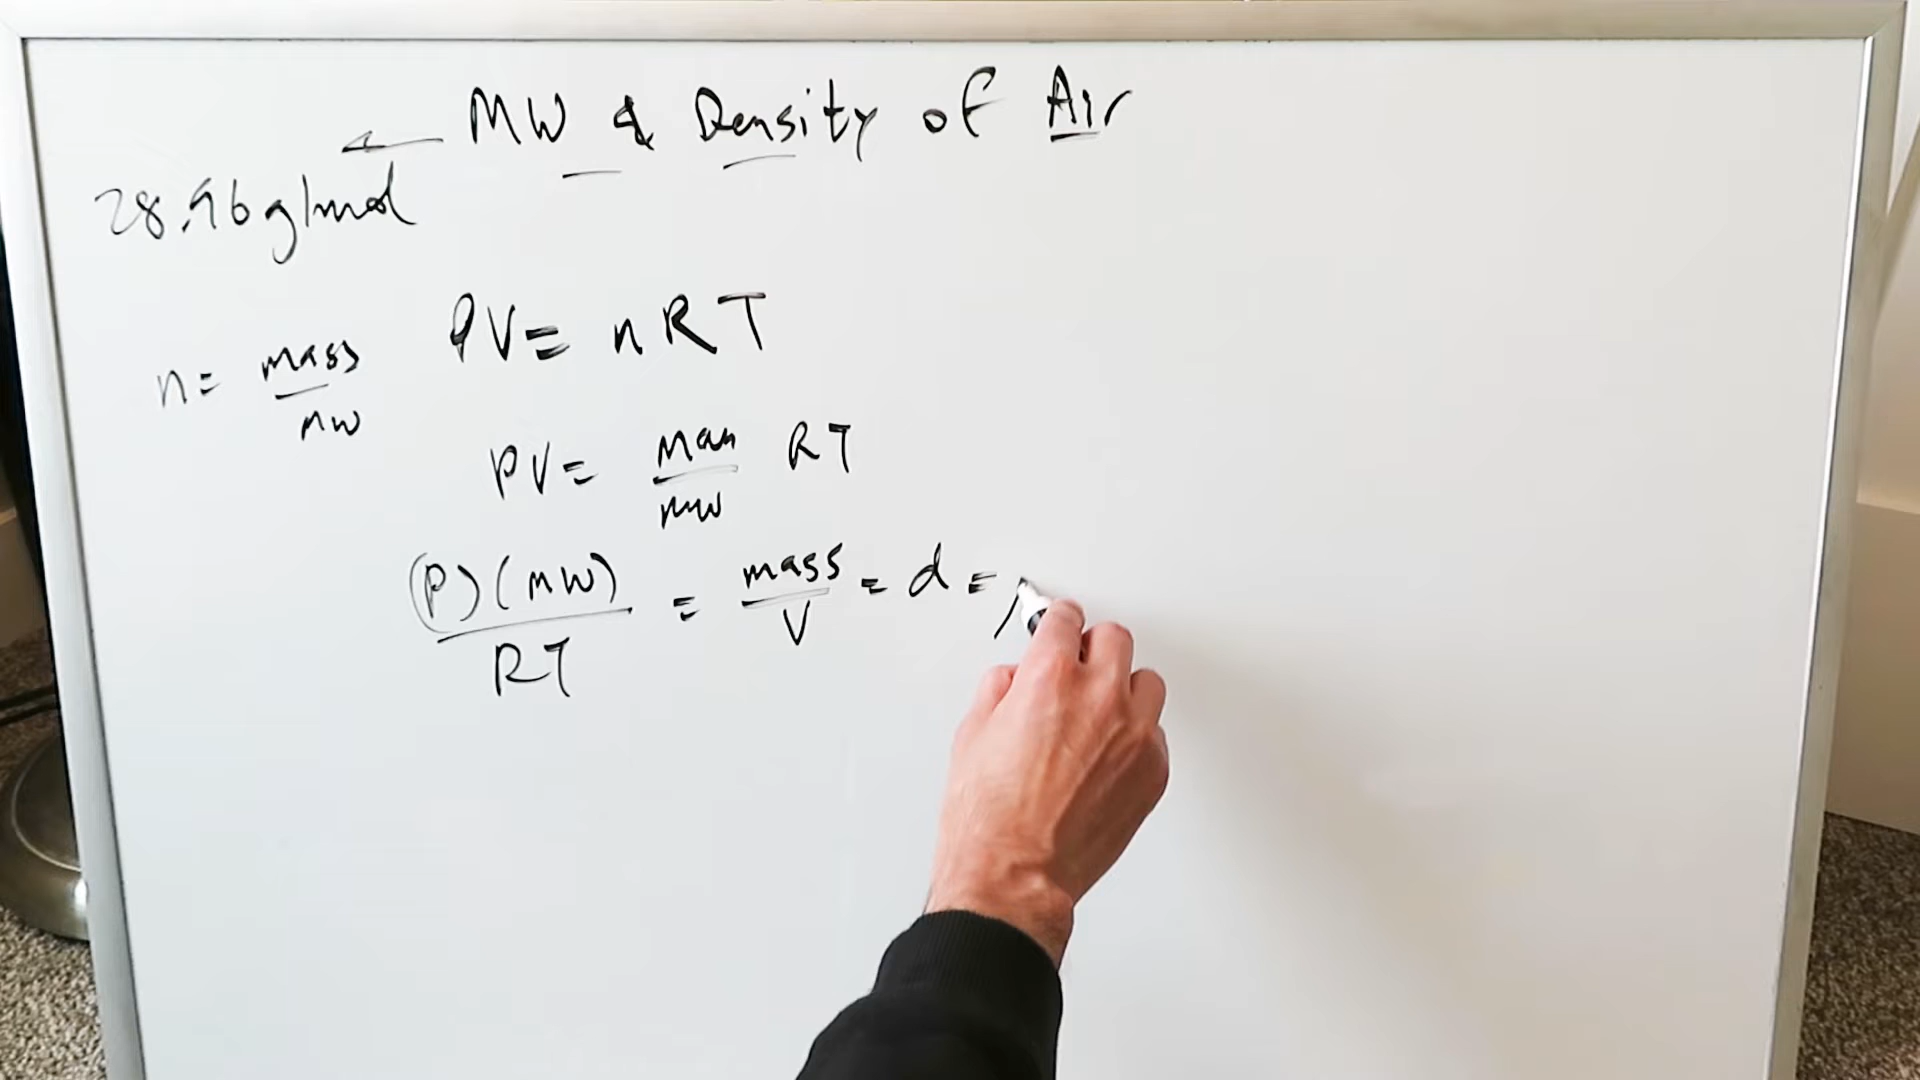 MW & Density of Air
28.96 g/mol
PV = nRT
n = mass/MW
PV = mass/MW RT
(P)(MW)/RT = mass/V = d =